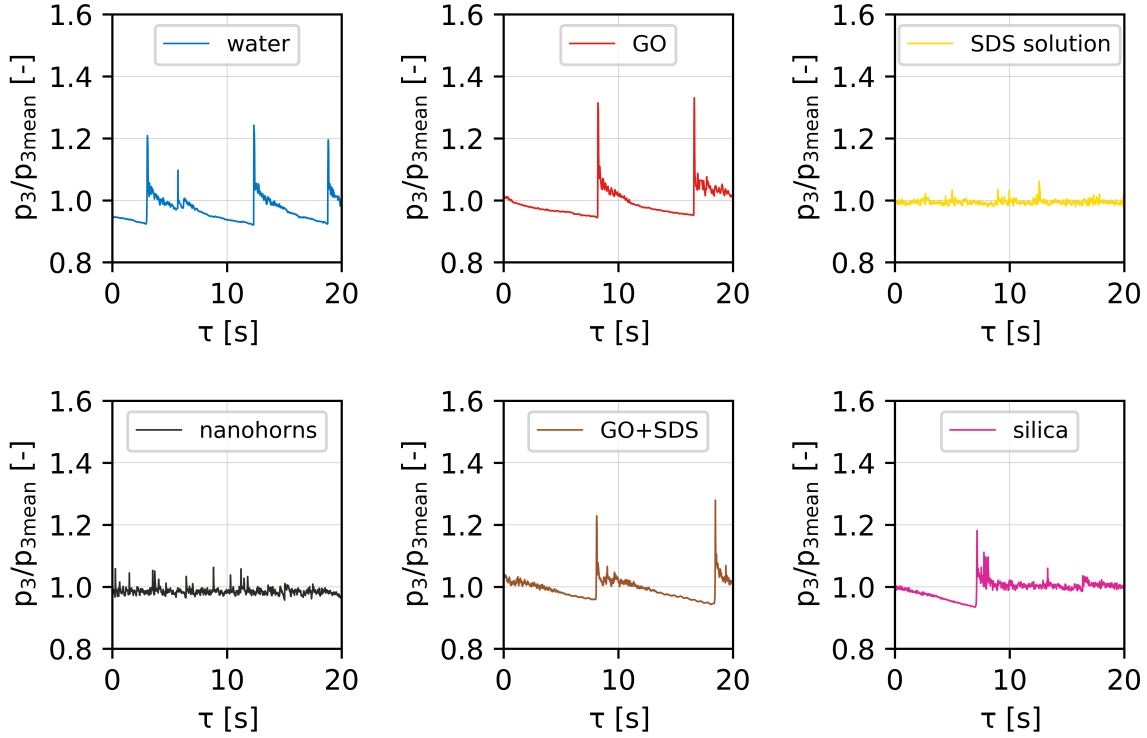 1.6
1.4
1.2
1.0
0.8
p3/p3mean [-]
water
0 10 20
τ [s]
1.6
1.4
1.2
1.0
0.8
p3/p3mean [-]
GO
0 10 20
τ [s]
1.6
1.4
1.2
1.0
0.8
p3/p3mean [-]
SDS solution
0 10 20
τ [s]
1.6
1.4
1.2
1.0
0.8
p3/p3mean [-]
nanohorns
0 10 20
τ [s]
1.6
1.4
1.2
1.0
0.8
p3/p3mean [-]
GO+SDS
0 10 20
τ [s]
1.6
1.4
1.2
1.0
0.8
p3/p3mean [-]
silica
0 10 20
τ [s]